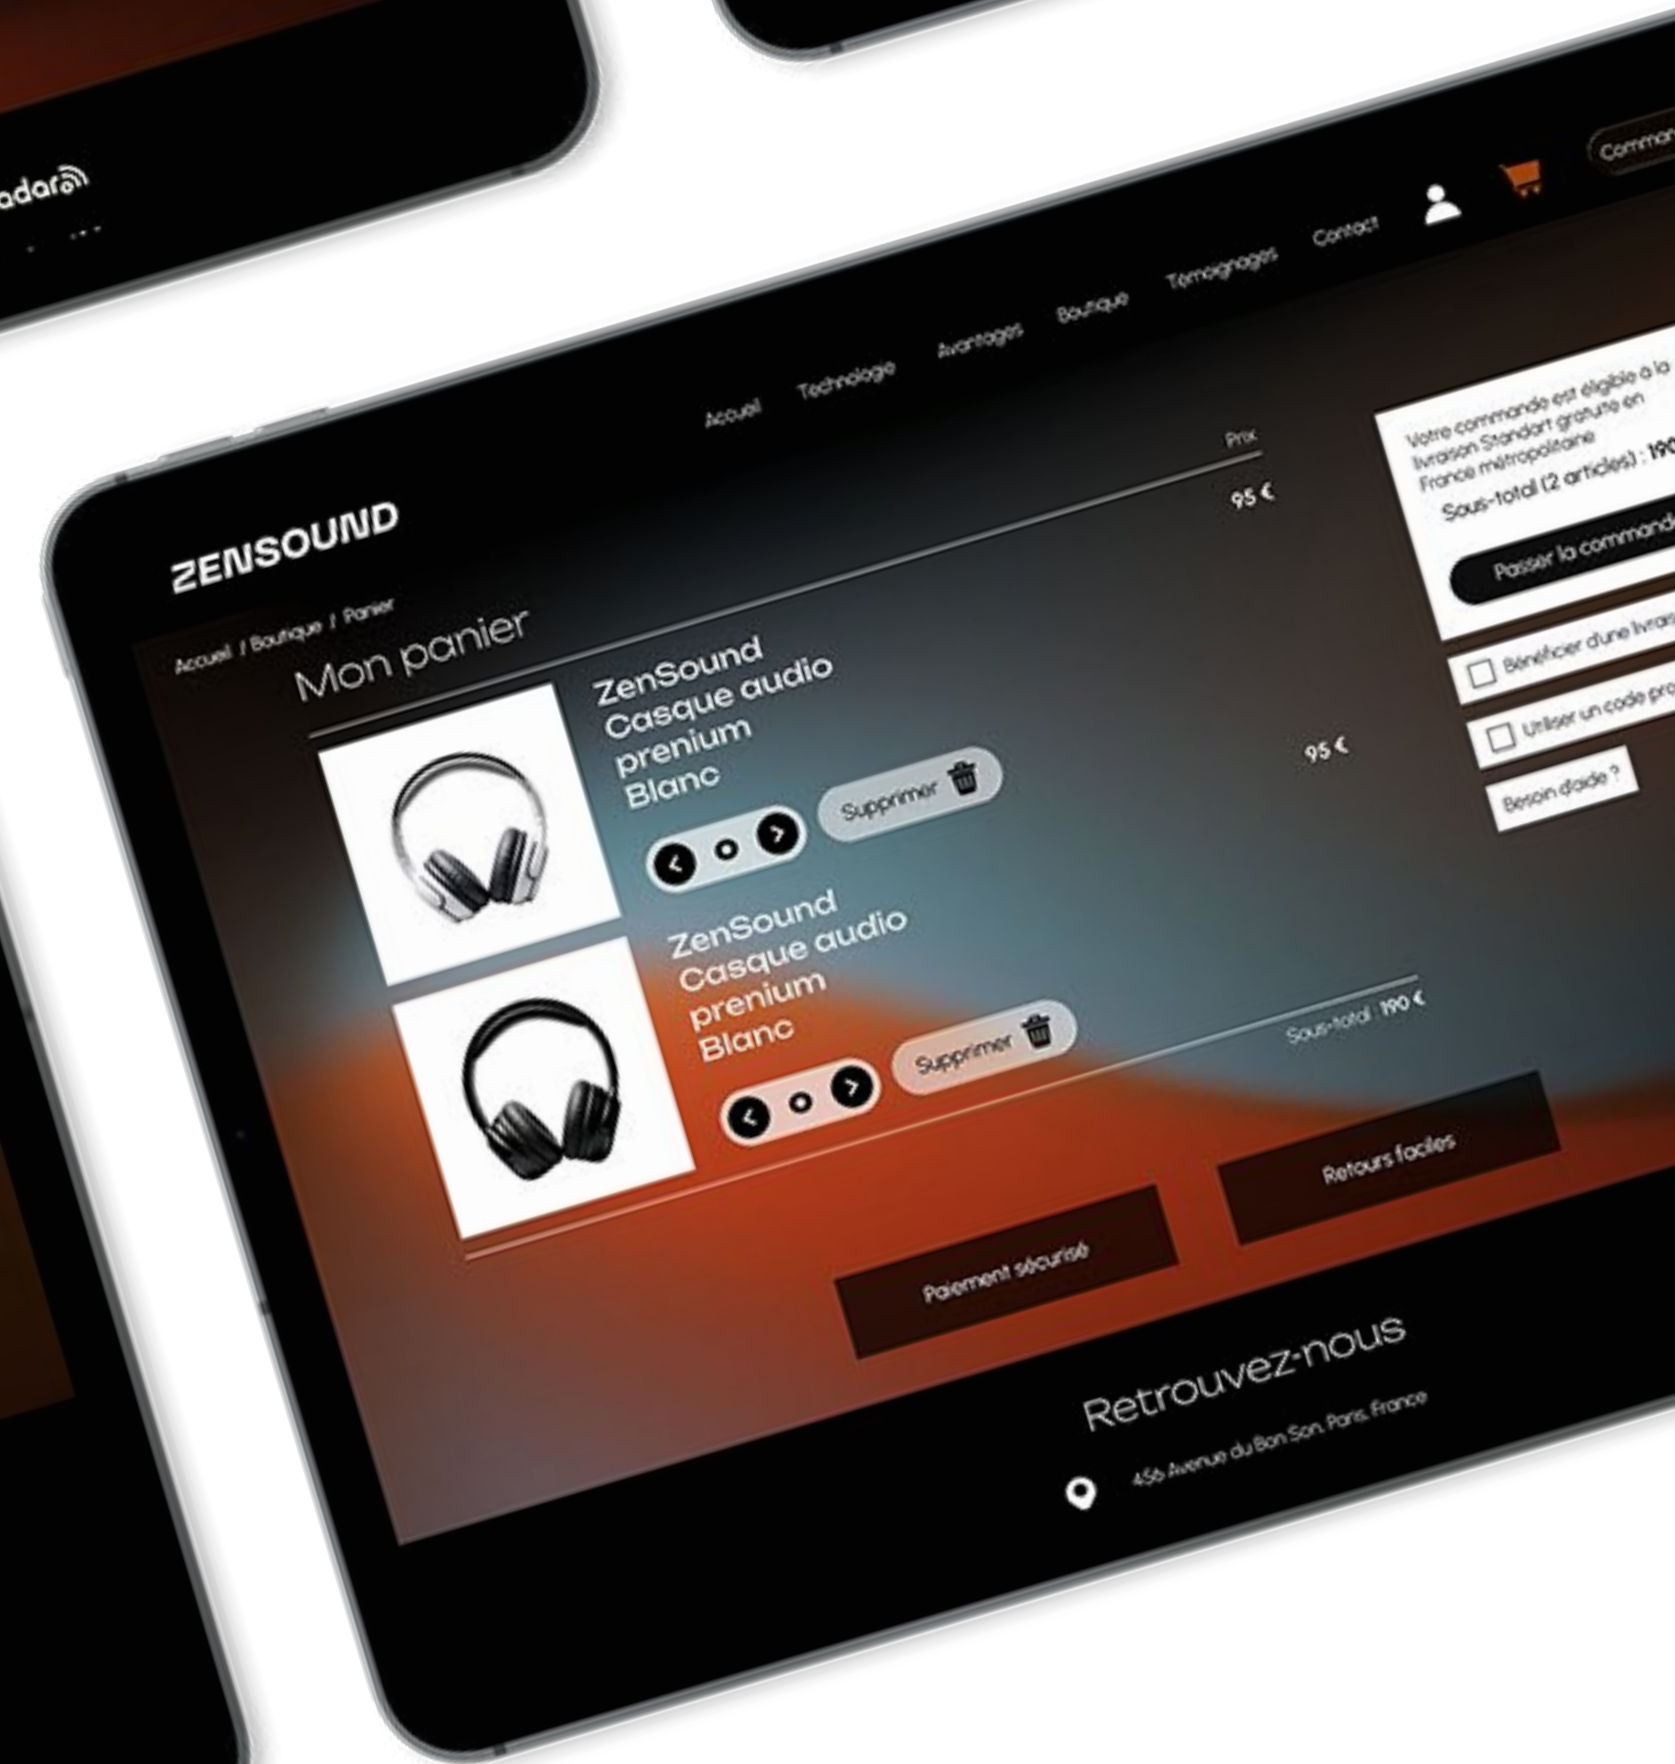 adar
Accueil Technologie Avantages Boutique Témoignages Contact
ZENSOUND
Accueil / Boutique / Panier
Mon panier
Prix
ZenSound
Casque audio
prenium
Blanc
95 €
Supprimer
ZenSound
Casque audio
prenium
Blanc
95 €
Supprimer
Sous-total : 190 €
Votre commande est éligible à la
livraison Standart gratuite en
France métropolitaine
Sous-total (2 articles) : 190
Passer la command
Bénéficier d'une livrais
Utiliser un code pro
Besoin d'aide ?
Paiement sécurisé
Retours faciles
Retrouvez-nous
456 Avenue du Bon Son, Paris, France